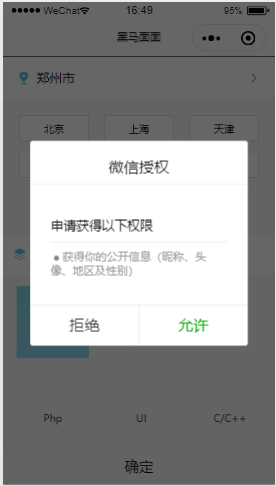 WeChat 16:49 95%
黑马面面
郑州市
北京 上海 天津
微信授权
申请获得以下权限
获得你的公开信息（昵称、头
像、地区及性别）
拒绝 允许
Php UI C/C++
确定